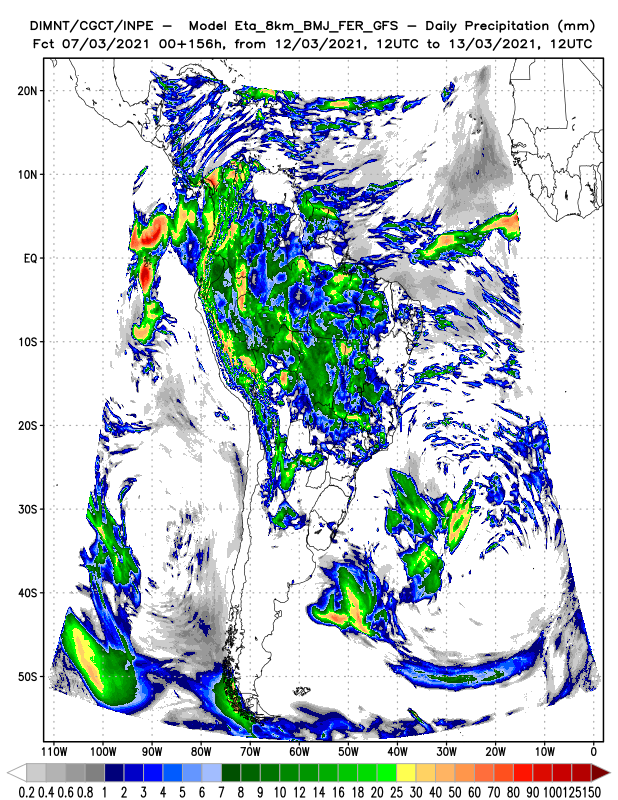 DIMNT/CGCT/INPE – Model Eta_8km_BMJ_FER_GFS – Daily Precipitation (mm)
Fct 07/03/2021 00+156h, from 12/03/2021, 12UTC to 13/03/2021, 12UTC
20N
10N
EQ
10S
20S
30S
40S
50S
110W 100W 90W 80W 70W 60W 50W 40W 30W 20W 10W 0
0.2 0.4 0.6 0.8 1 2 3 4 5 6 7 8 9 10 12 14 16 18 20 25 30 40 50 60 70 80 90 100 125 150